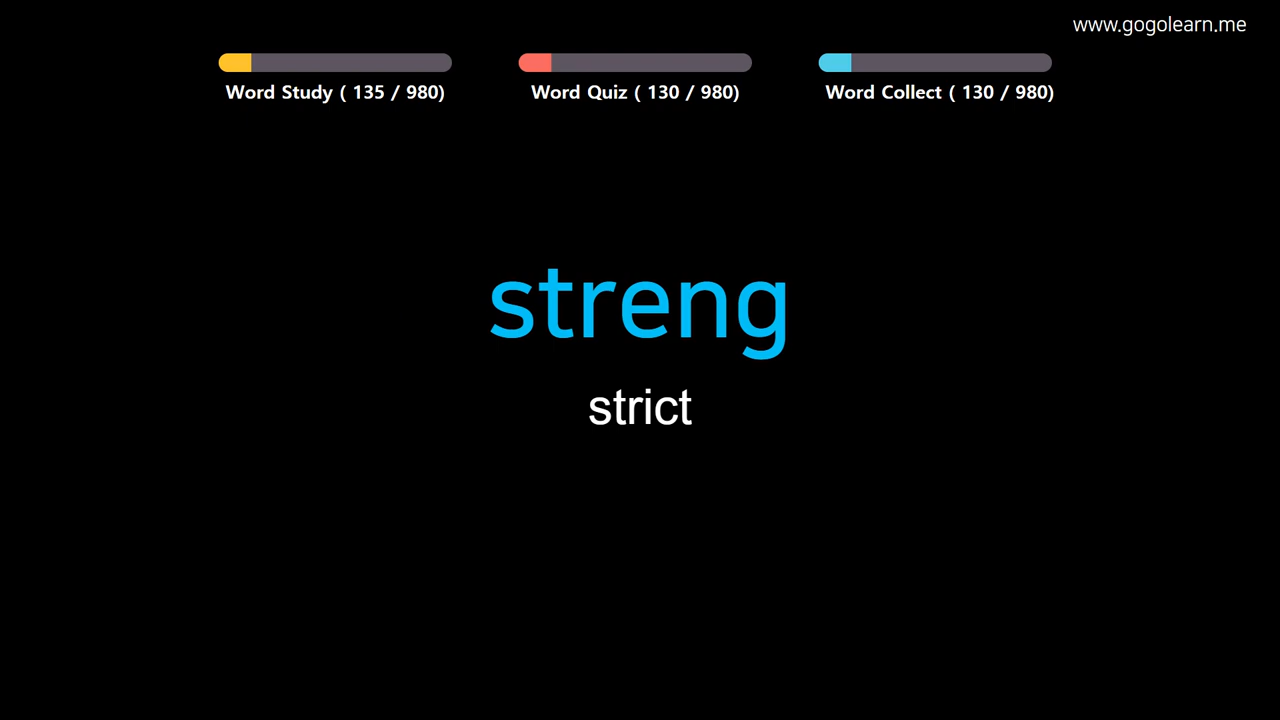 www.gogolearn.me
Word Study ( 135 / 980)
Word Quiz ( 130 / 980)
Word Collect ( 130 / 980)
streng
strict